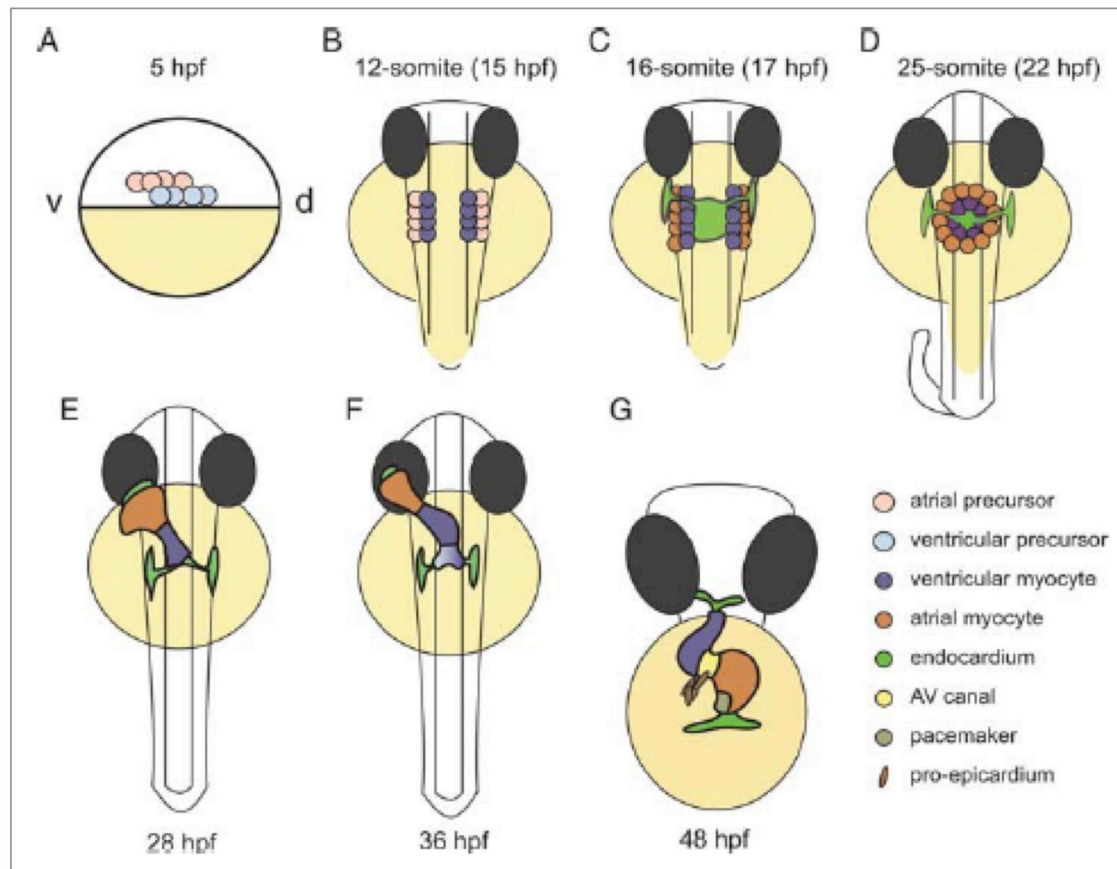 A
5 hpf
v
d
B
12-somite (15 hpf)
C
16-somite (17 hpf)
D
25-somite (22 hpf)
E
28 hpf
F
36 hpf
G
48 hpf
atrial precursor
ventricular precursor
ventricular myocyte
atrial myocyte
endocardium
AV canal
pacemaker
pro-epicardium